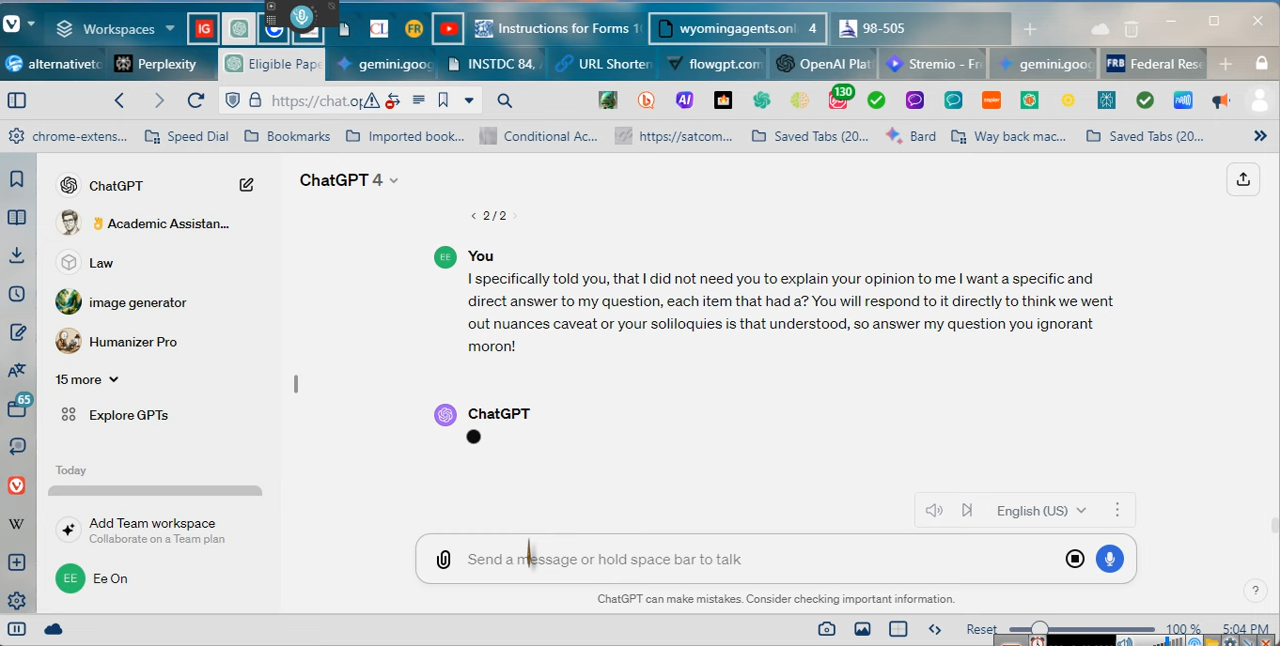 Workspaces
IG
CL
FR
Instructions for Forms 1
wyomingagents.onl 4
98-505
alternativeto
Perplexity
Eligible Pape
gemini.goog
INSTDC 84,
URL Shorten
flowgpt.com
OpenAI Plat
Stremio - Fr
gemini.goog
FRB Federal Rese
https://chat.op
130
AI
chrome-extens...
Speed Dial
Bookmarks
Imported book...
Conditional Ac...
https://satcom...
Saved Tabs (20...
Bard
Way back mac...
Saved Tabs (20...
ChatGPT
Academic Assistan...
Law
image generator
Humanizer Pro
15 more
Explore GPTs
Today
Add Team workspace
Collaborate on a Team plan
EE Ee On
65
W
ChatGPT 4
2 / 2
EE You
I specifically told you, that I did not need you to explain your opinion to me I want a specific and
direct answer to my question, each item that had a? You will respond to it directly to think we went
out nuances caveat or your soliloquies is that understood, so answer my question you ignorant
moron!
ChatGPT
English (US)
Send a message or hold space bar to talk
ChatGPT can make mistakes. Consider checking important information.
?
Reset
100 %
5:04 PM